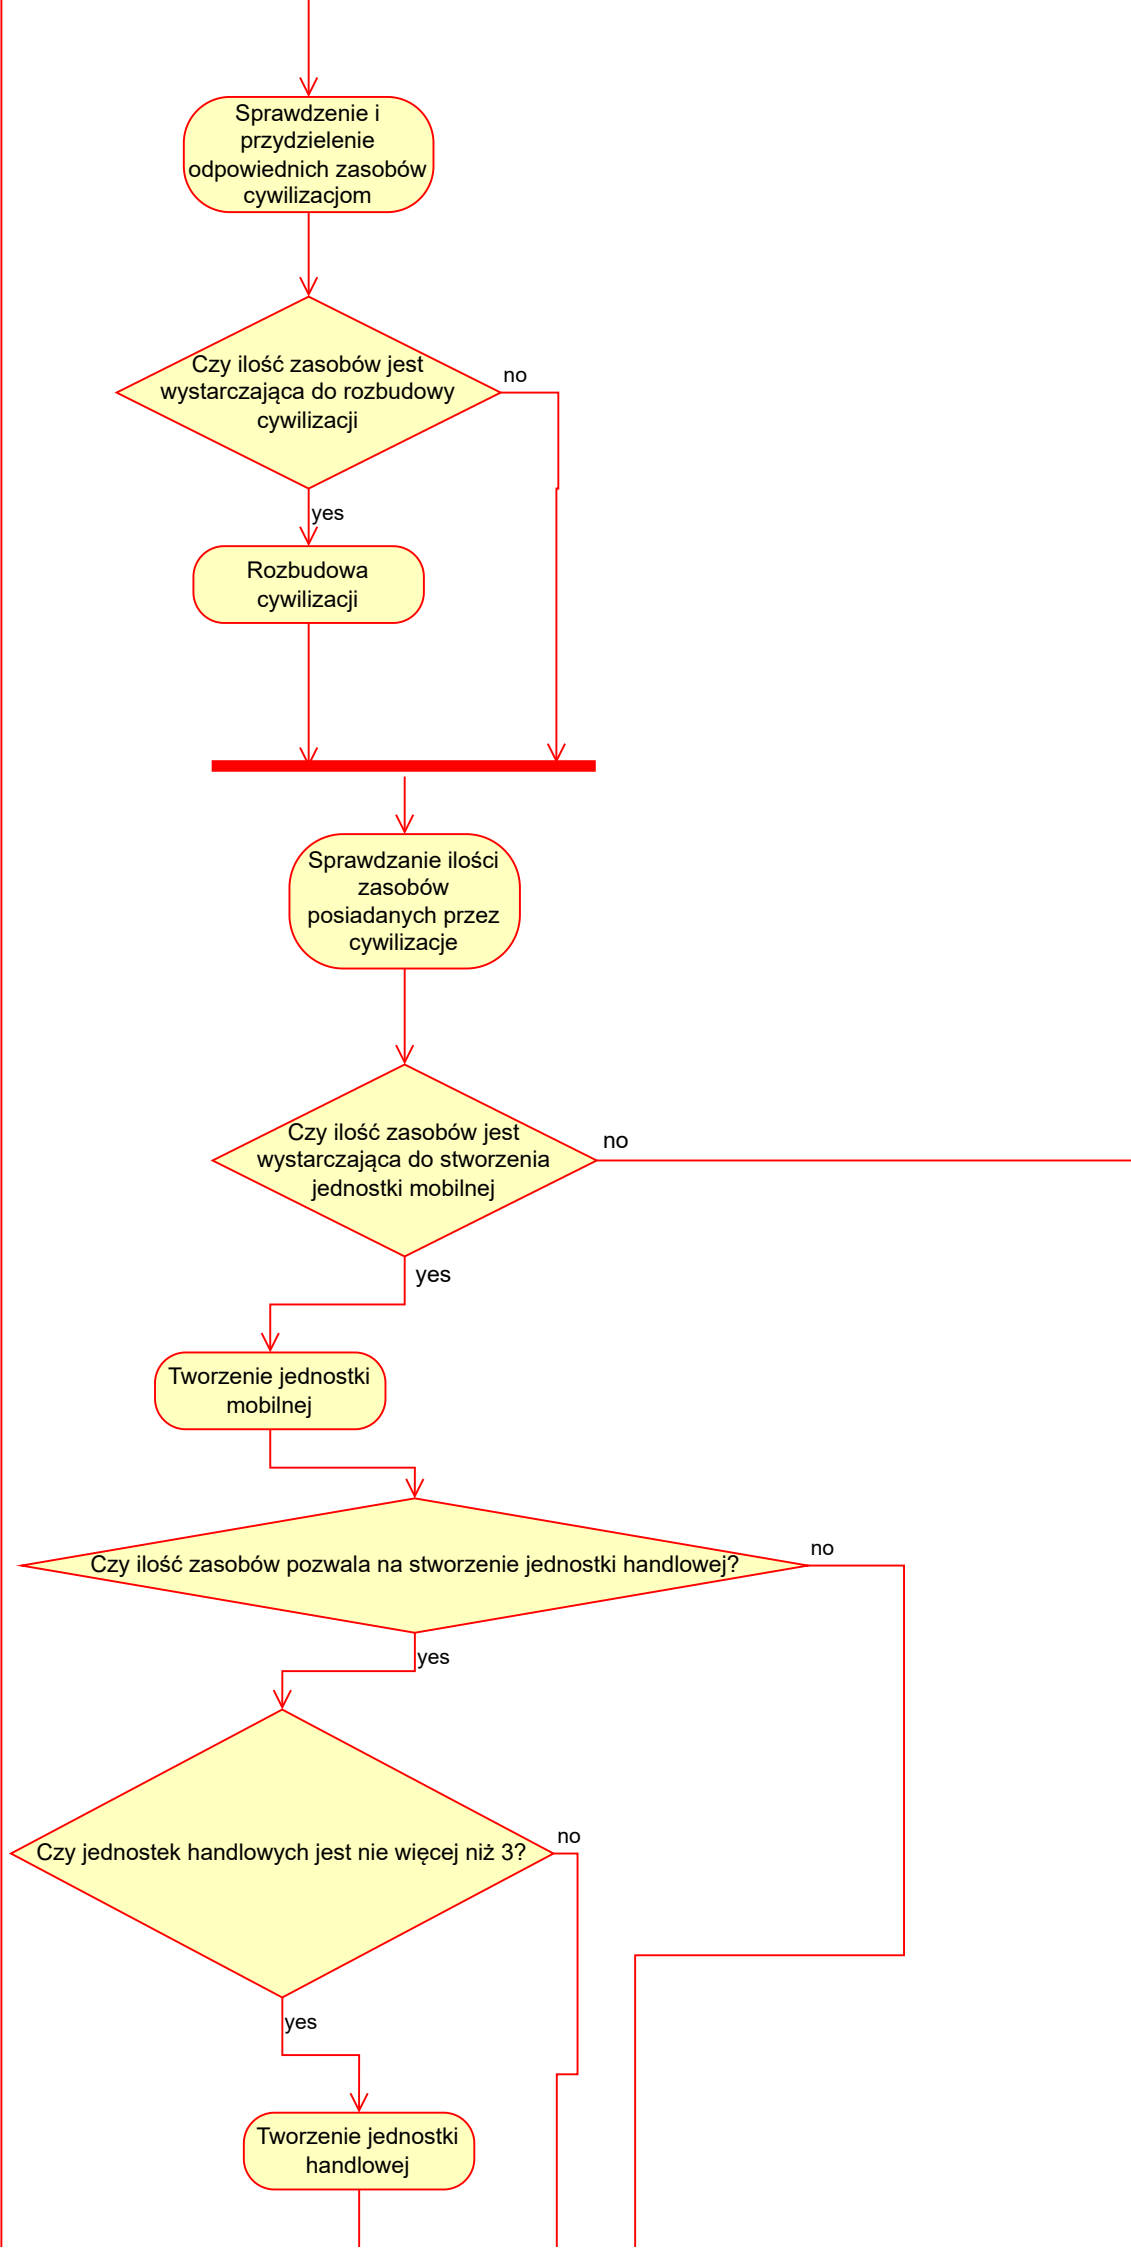 Sprawdzenie i
przydzielenie
odpowiednich zasobów
cywilizacjom
Czy ilość zasobów jest
wystarczająca do rozbudowy
cywilizacji
no
yes
Rozbudowa
cywilizacji
Sprawdzanie ilości
zasobów
posiadanych przez
cywilizacje
Czy ilość zasobów jest
wystarczająca do stworzenia
jednostki mobilnej
no
yes
Tworzenie jednostki
mobilnej
Czy ilość zasobów pozwala na stworzenie jednostki handlowej?
no
yes
Czy jednostek handlowych jest nie więcej niż 3?
no
yes
Tworzenie jednostki
handlowej